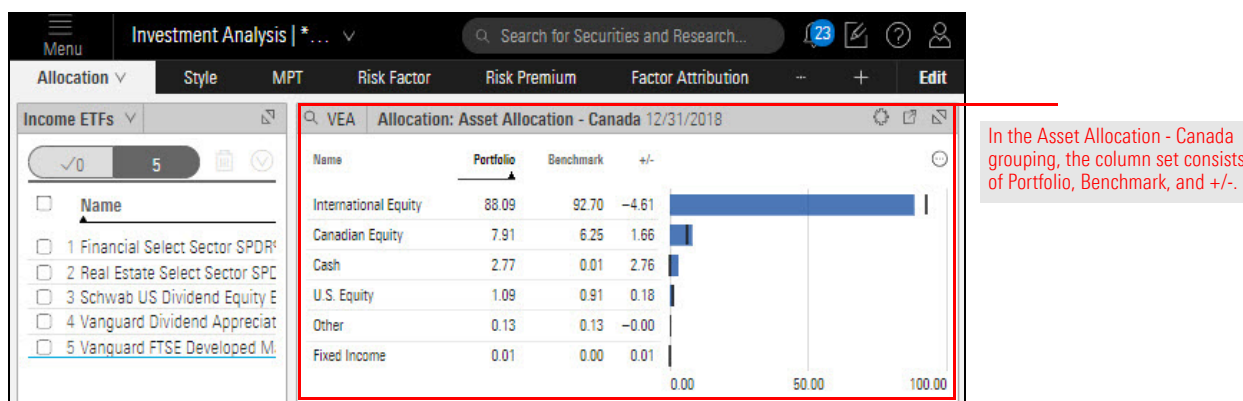 Menu
Investment Analysis | *...
Search for Securities and Research...
23
Allocation
Style
MPT
Risk Factor
Risk Premium
Factor Attribution
Edit
Income ETFs
0
5
Name
1 Financial Select Sector
2 Real Estate Select Sector
3 Schwab US Dividend Equity
4 Vanguard Dividend
5 Vanguard FTSE Developed
VEA
Allocation: Asset Allocation - Canada 12/31/2018
Name Portfolio Benchmark +/-
International Equity 88.09 92.70 −4.61
Canadian Equity 7.91 6.25 1.66
Cash 2.77 0.01 2.76
U.S. Equity 1.09 0.91 0.18
Other 0.13 0.13 −0.00
Fixed Income 0.01 0.00 0.01
0.00 50.00 100.00
In the Asset Allocation - Canada
grouping, the column set consists
of Portfolio, Benchmark, and +/-.